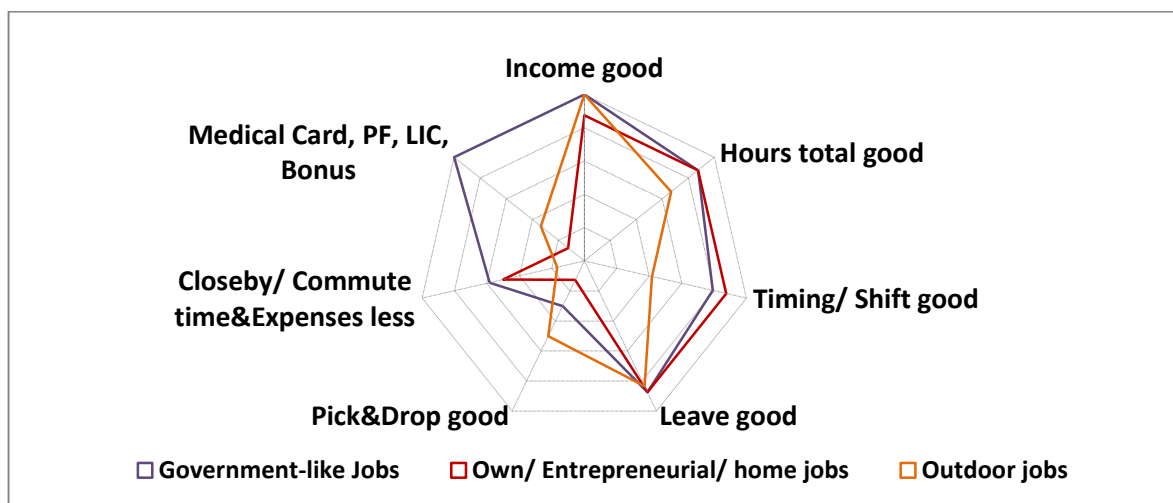 Income good
Medical Card, PF, LIC,
Bonus
Hours total good
Closeby/ Commute
time&Expenses less
Timing/ Shift good
Pick&Drop good
Leave good
Government-like Jobs
Own/ Entrepreneurial/ home jobs
Outdoor jobs